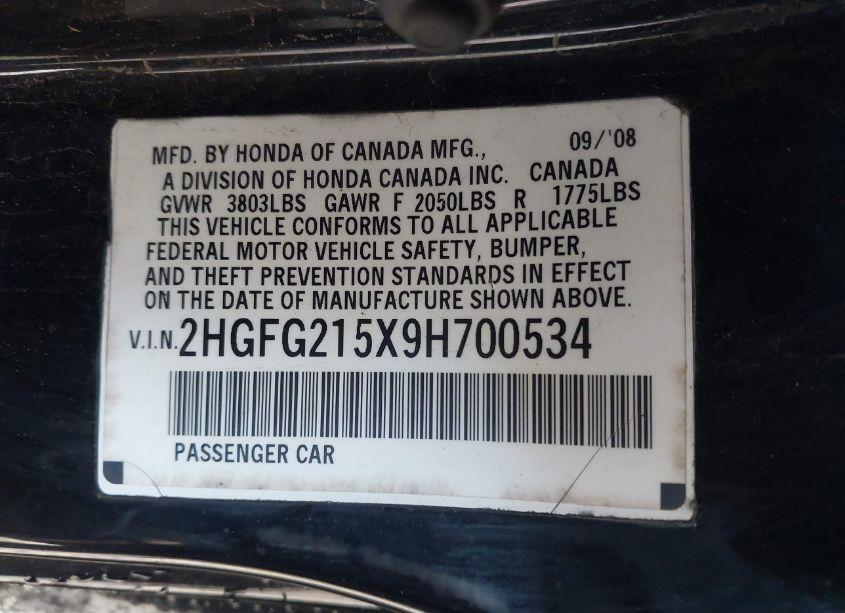 MFD. BY HONDA OF CANADA MFG., 09/'08
A DIVISION OF HONDA CANADA INC. CANADA
GVWR 3803LBS GAWR F 2050LBS R 1775LBS
THIS VEHICLE CONFORMS TO ALL APPLICABLE
FEDERAL MOTOR VEHICLE SAFETY, BUMPER,
AND THEFT PREVENTION STANDARDS IN EFFECT
ON THE DATE OF MANUFACTURE SHOWN ABOVE.
V.I.N. 2HGFG215X9H700534
PASSENGER CAR